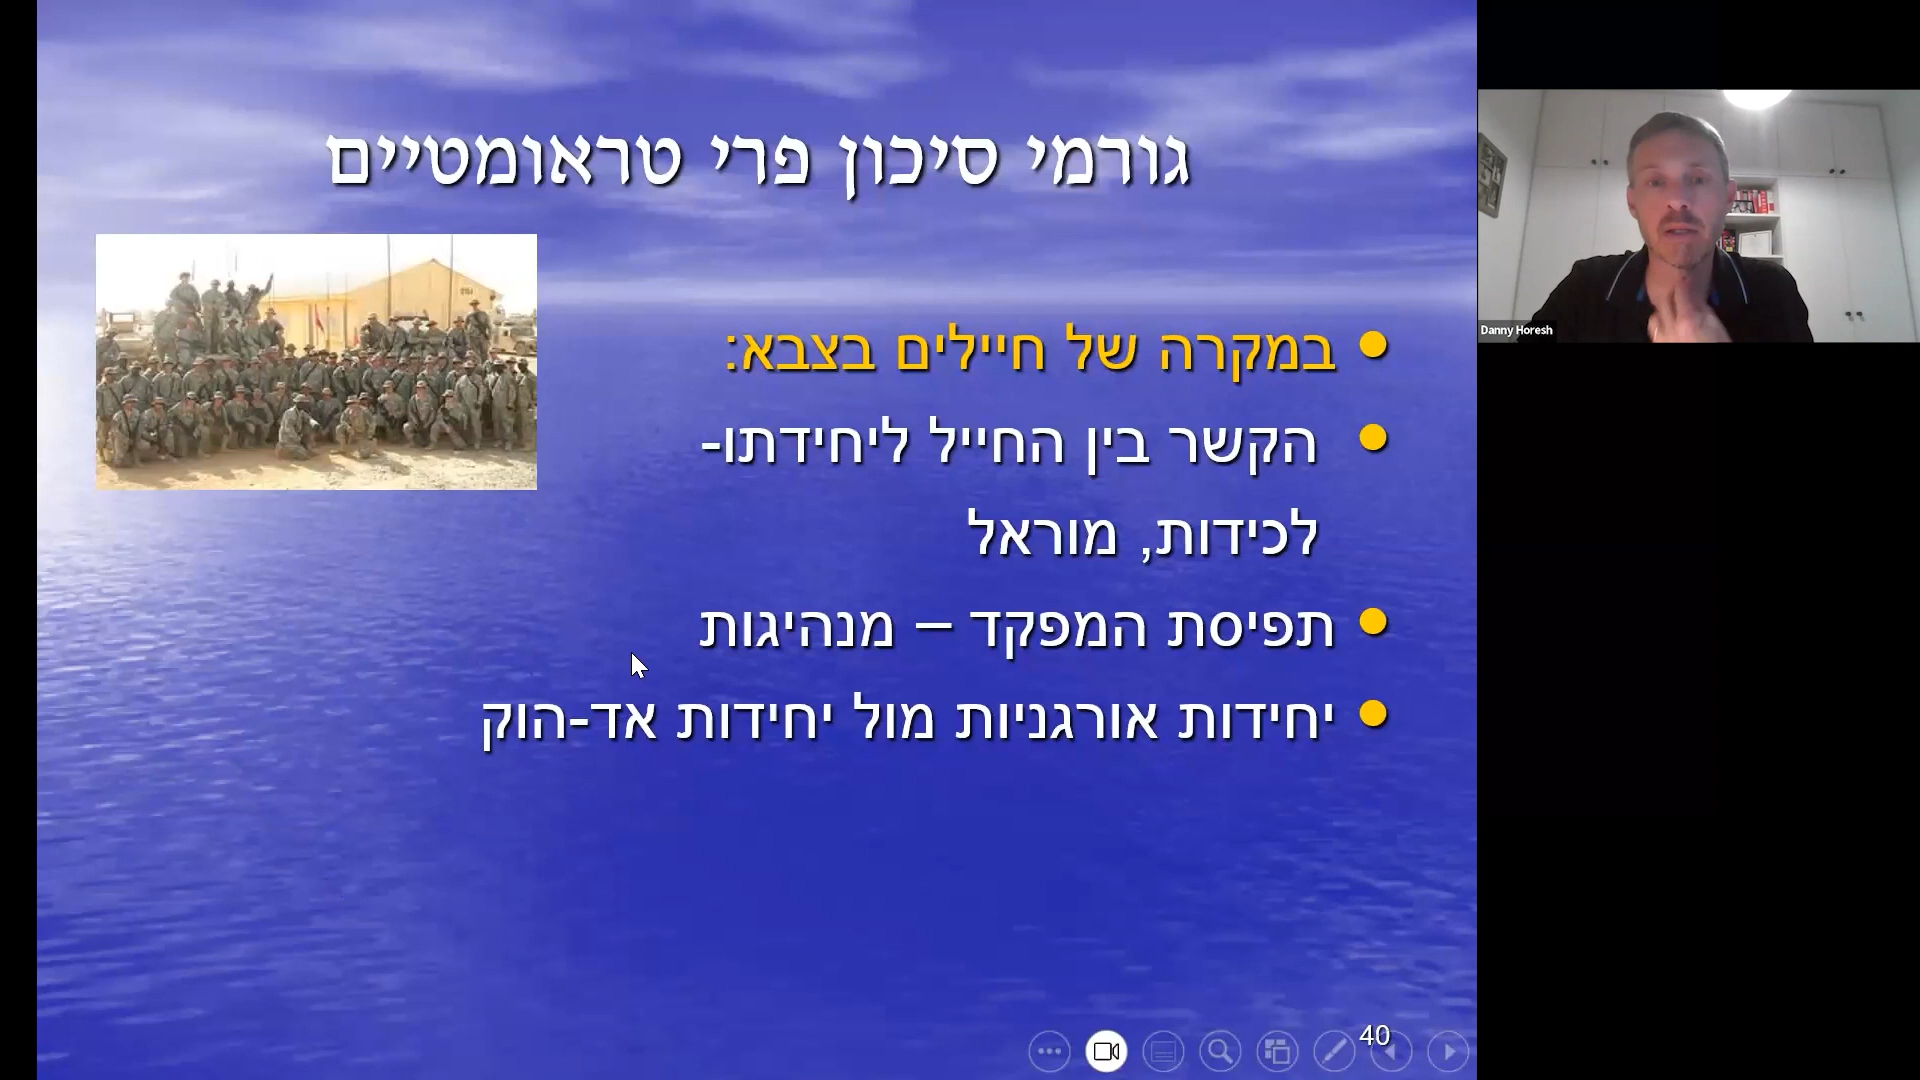 גורמי סיכון פרי טראומטיים
במקרה של חיילים בצבא:
הקשר בין החייל ליחידתו-
לכידות, מוראל
תפיסת המפקד – מנהיגות
יחידות אורגניות מול יחידות אד-הוק
40
Danny Horesh